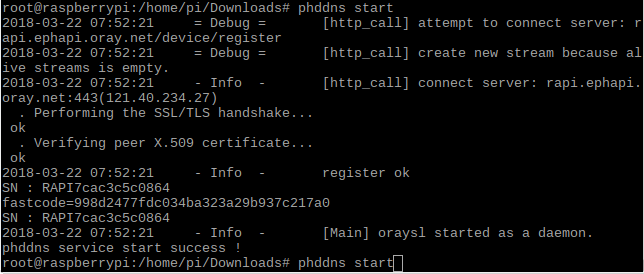 root@raspberrypi:/home/pi/Downloads# phddns start
2018-03-22 07:52:21     = Debug =       [http_call] attempt to connect server: r
api.ephapi.oray.net/device/register
2018-03-22 07:52:21     = Debug =       [http_call] create new stream because al
ive streams is empty.
2018-03-22 07:52:21     - Info  -       [http_call] connect server: rapi.ephapi.
oray.net:443(121.40.234.27)
  . Performing the SSL/TLS handshake...
 ok
  . Verifying peer X.509 certificate...
 ok
2018-03-22 07:52:21     - Info  -       register ok
SN : RAPI7cac3c5c0864
fastcode=998d2477fdc034ba323a29b937c217a0
SN : RAPI7cac3c5c0864
2018-03-22 07:52:21     - Info  -       [Main] oraysl started as a daemon.
phddns service start success !
root@raspberrypi:/home/pi/Downloads# phddns start